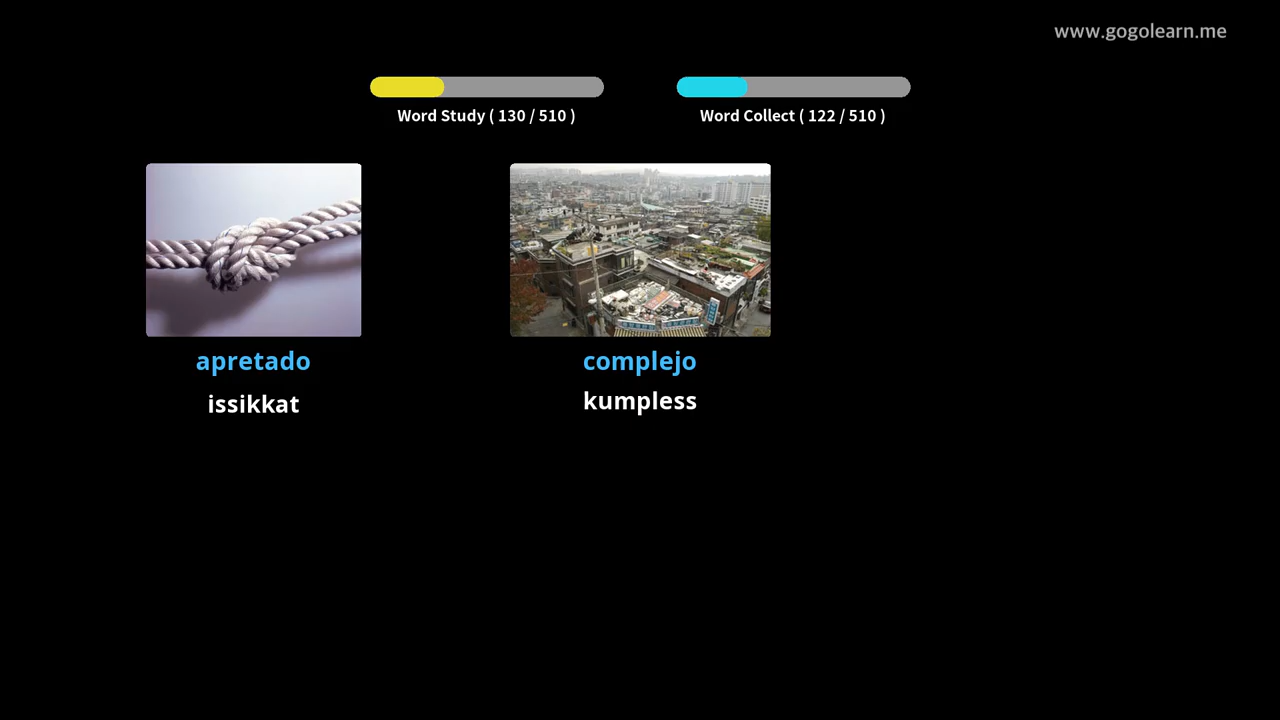 www.gogolearn.me
Word Study ( 130 / 510 )
Word Collect ( 122 / 510 )
apretado
issikkat
complejo
kumpless